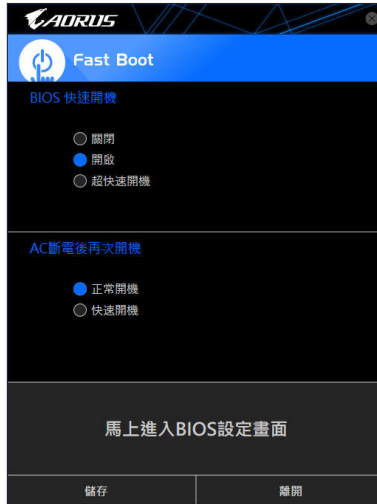 AORUS
Fast Boot
BIOS 快速開機
關閉
開啟
超快速開機
AC斷電後再次開機
正常開機
快速開機
馬上進入BIOS設定畫面
儲存
離開